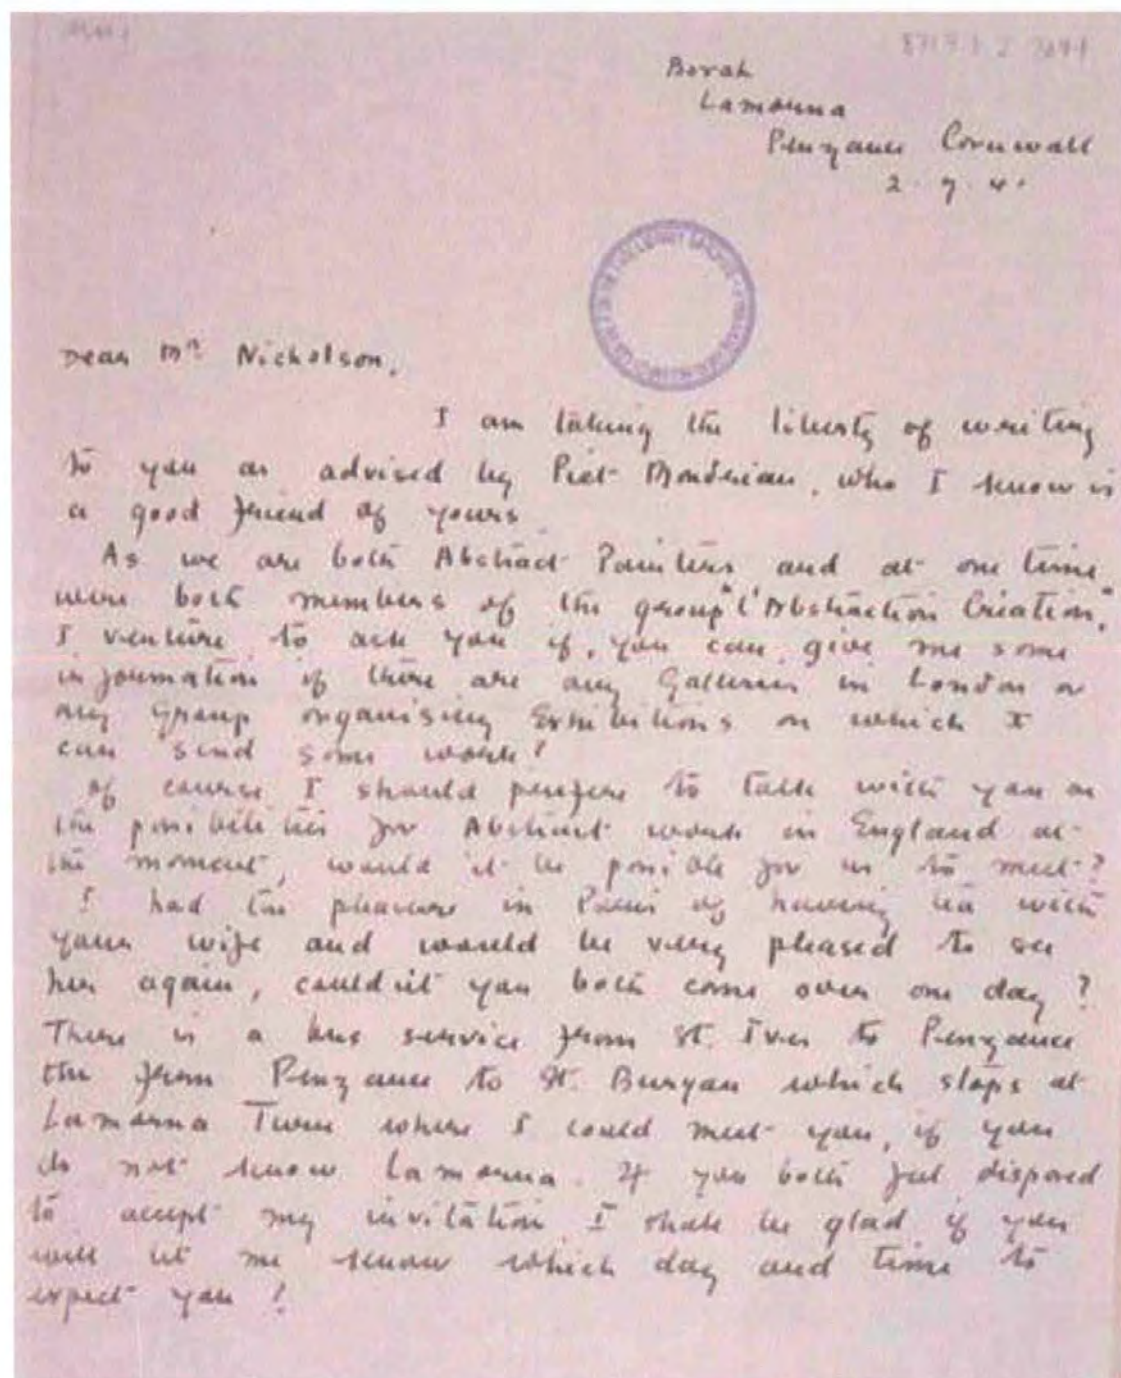 8717.1.2.
Borah
Lamorna
Penzance Cornwall
2. 7. 4.
Dear Mr Nicholson,
I am taking the liberty of writing
to you as advised by Piet Mondrian, who I know is
a good friend of yours
As we are both Abstract Painters and at one time
were both members of the group "L'Abstraction Création."
I venture to ask you if, you can give me some
information if there are any Galleries in London or
any Group organising Exhibitions on which I
can send some work!
Of course I should prefere to talk with you on
the posibilities for Abstract work in England at
the moment, would it be posible for us to meet?
I had the pleasure in Paris of having tea with
your wife and would be very pleased to see
her again, could'nt you both come over one day?
There is a bus service from St. Ives to Penzance
the from Penzance to St. Buryan which stops at
Lamorna Turn where I could meet you, if you
do not know Lamorna. If you both feel disposed
to accept my invitation I shall be glad if you
will let me know which day and time to
expect you!